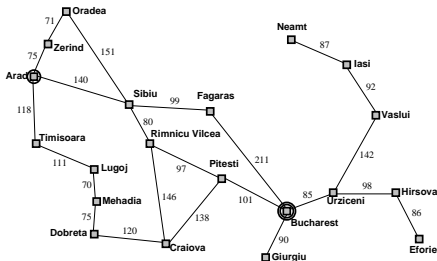 Oradea
71
Neamt
Zerind
87
75
151
Iasi
Arad
140
92
Sibiu
Fagaras
99
118
Vaslui
80
Rimnicu Vilcea
Timisoara
142
111
Lugoj
97
Pitesti
211
70
98
Hirsova
85
Mehadia
146
101
Urziceni
75
138
86
Bucharest
Dobreta
120
90
Craiova
Eforie
Giurgiu